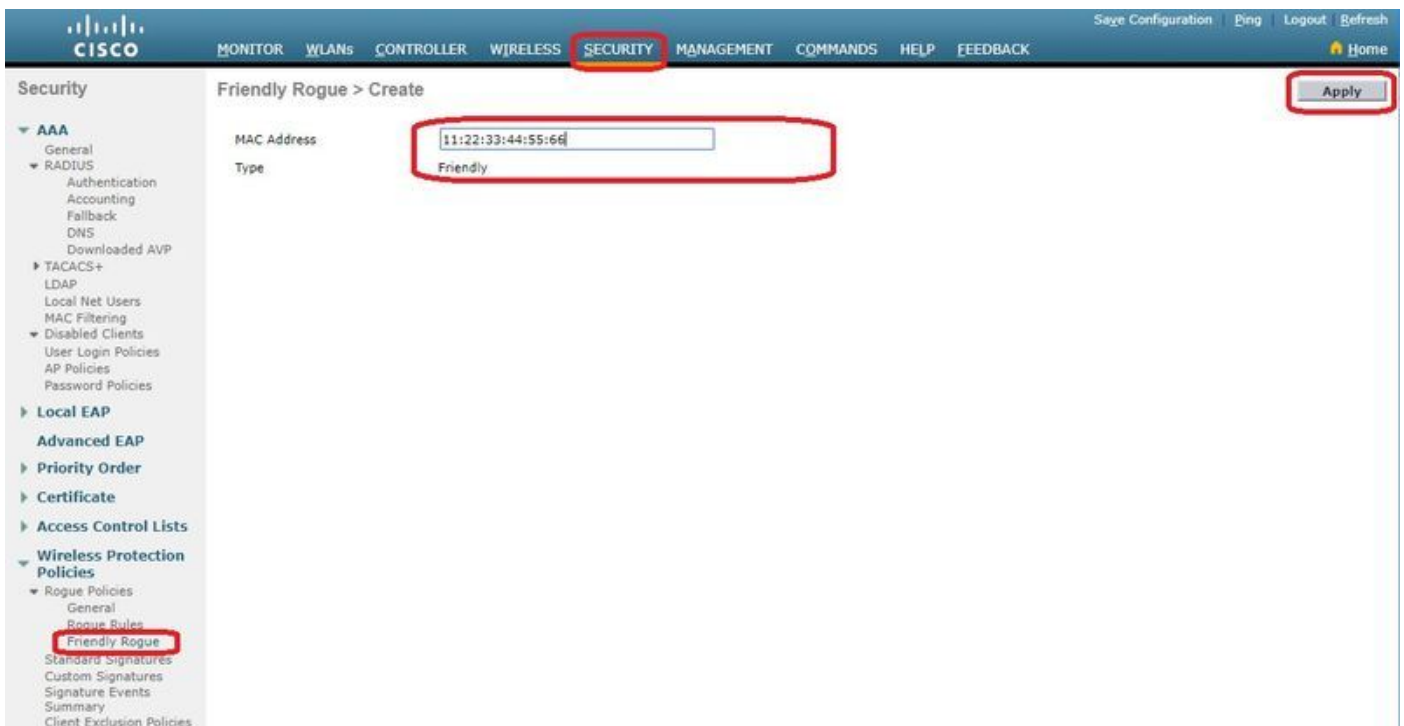 Save Configuration Ping Logout Refresh
CISCO MONITOR WLANs CONTROLLER WIRELESS SECURITY MANAGEMENT COMMANDS HELP FEEDBACK Home
Security
Friendly Rogue > Create
Apply
AAA
General
RADIUS
Authentication
Accounting
Fallback
DNS
Downloaded AVP
TACACS+
LDAP
Local Net Users
MAC Filtering
Disabled Clients
User Login Policies
AP Policies
Password Policies
Local EAP
Advanced EAP
Priority Order
Certificate
Access Control Lists
Wireless Protection
Policies
Rogue Policies
General
Rogue Rules
Friendly Rogue
Standard Signatures
Custom Signatures
Signature Events
Summary
Client Exclusion Policies
MAC Address 11:22:33:44:55:66
Type Friendly